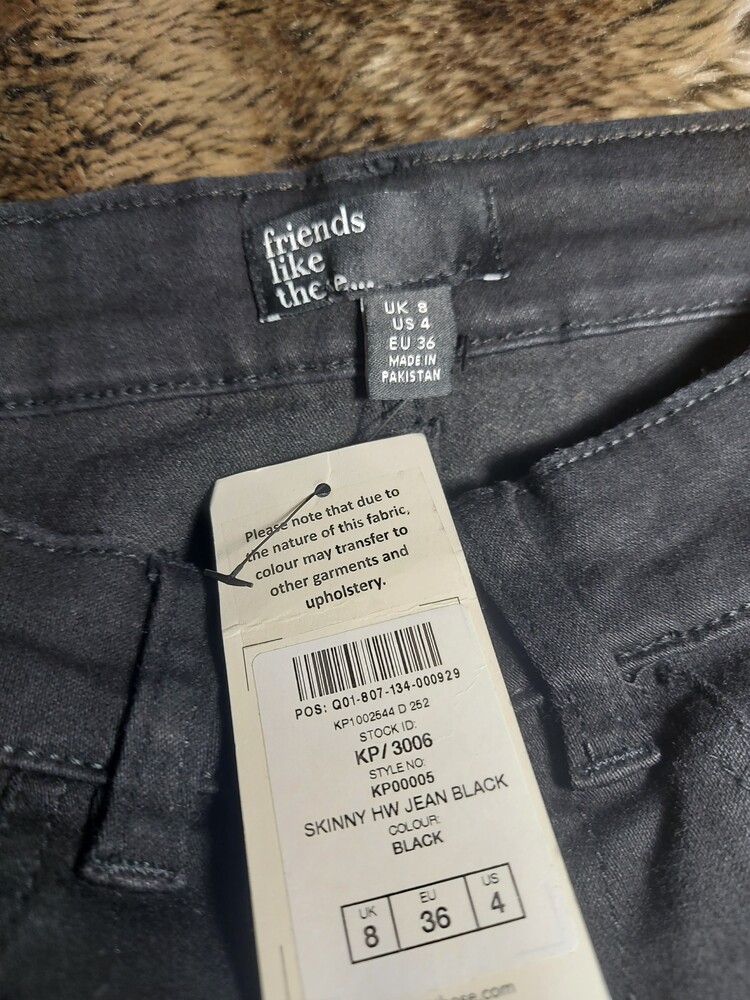 friends
like
the e...
UK 8
US 4
EU 36
MADE IN
PAKISTAN
Please note that due to
the nature of this fabric,
colour may transfer to
other garments and
upholstery.
POS: Q01-807-134-000929
KP1002544 D 252
STOCK ID:
KP/ 3006
STYLE NO:
KP00005
SKINNY HW JEAN BLACK
COLOUR:
BLACK
UK EU US
8 36 4